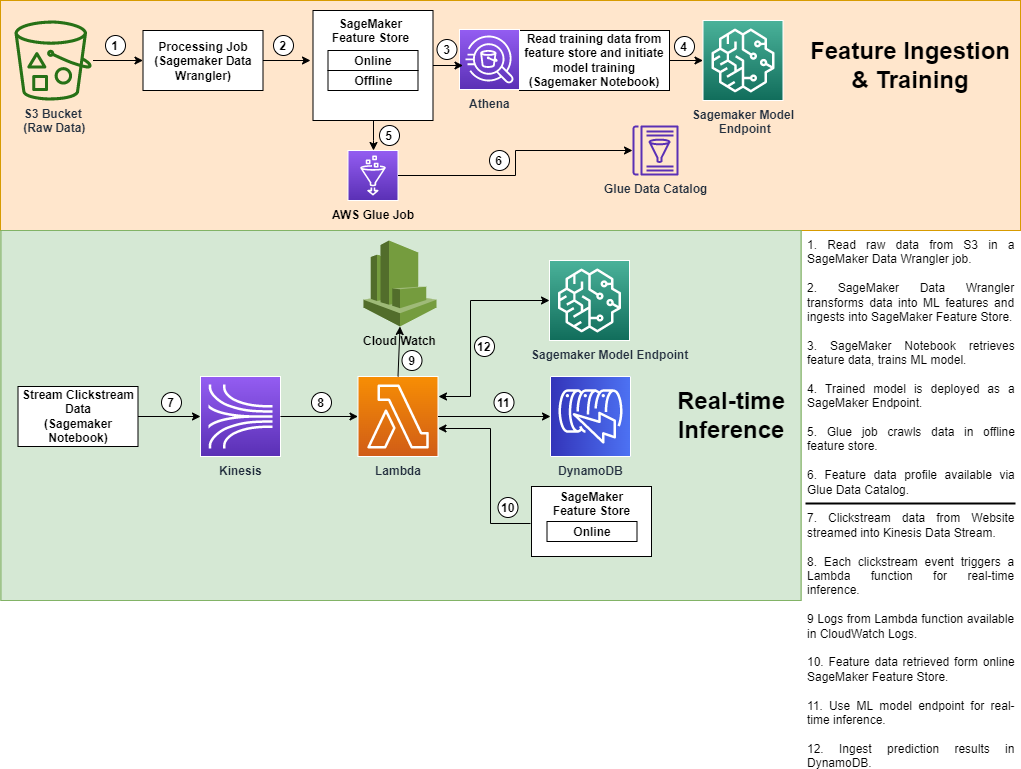 SageMaker
Feature Store
Online
Offline
1
Processing Job
(Sagemaker Data
Wrangler)
2
3
Read training data from
feature store and initiate
model training
(Sagemaker Notebook)
4
Feature Ingestion
& Training
S3 Bucket
(Raw Data)
Athena
Sagemaker Model
Endpoint
5
6
AWS Glue Job
Glue Data Catalog
Cloud Watch
9
12
Sagemaker Model Endpoint
Stream Clickstream
Data
(Sagemaker
Notebook)
7
8
11
Real-time
Inference
Kinesis
Lambda
DynamoDB
10
SageMaker
Feature Store
Online
1. Read raw data from S3 in a
SageMaker Data Wrangler job.
2. SageMaker Data Wrangler
transforms data into ML features and
ingests into SageMaker Feature Store.
3. SageMaker Notebook retrieves
feature data, trains ML model.
4. Trained model is deployed as a
SageMaker Endpoint.
5. Glue job crawls data in offline
feature store.
6. Feature data profile available via
Glue Data Catalog.
7. Clickstream data from Website
streamed into Kinesis Data Stream.
8. Each clickstream event triggers a
Lambda function for real-time
inference.
9 Logs from Lambda function available
in CloudWatch Logs.
10. Feature data retrieved form online
SageMaker Feature Store.
11. Use ML model endpoint for real-
time inference.
12. Ingest prediction results in
DynamoDB.